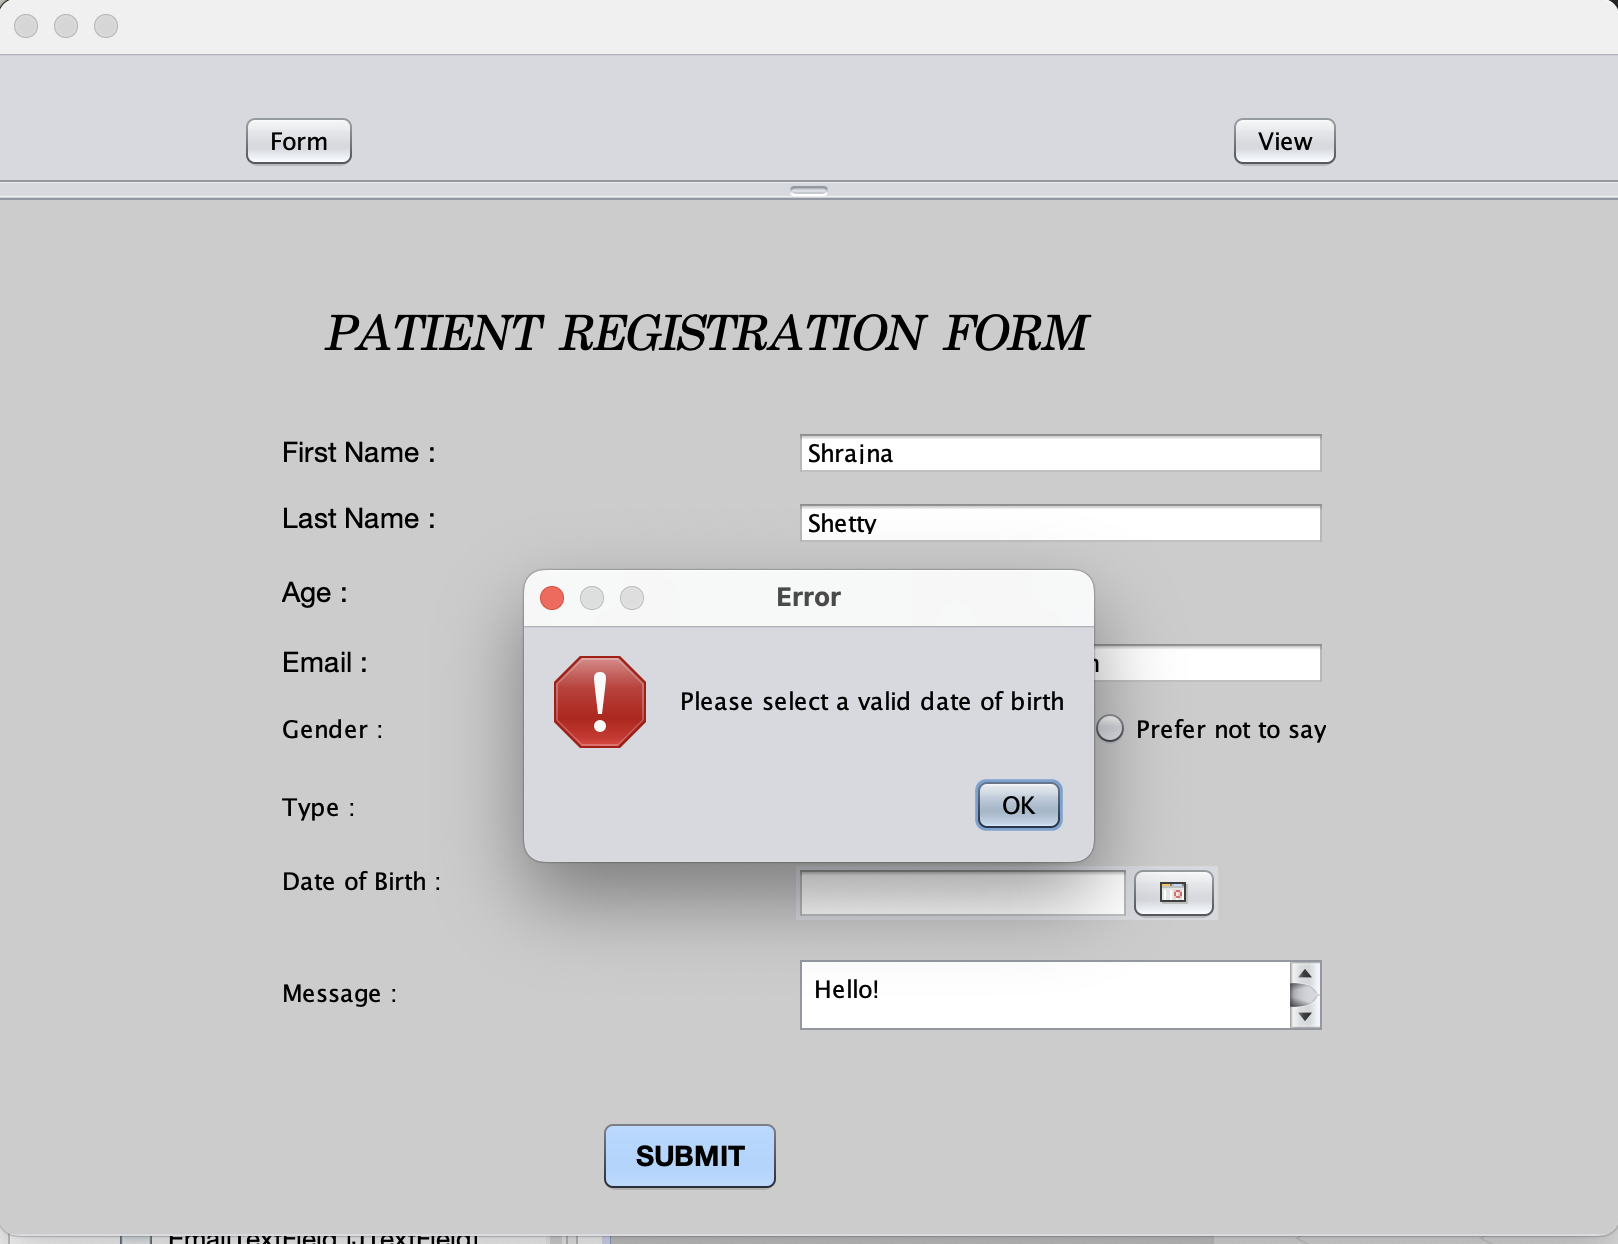 Form
View
PATIENT REGISTRATION FORM
First Name :
Shrajna
Last Name :
Shetty
Age :
Error
Email :
Please select a valid date of birth
Gender :
Prefer not to say
Type :
OK
Date of Birth :
Message :
Hello!
SUBMIT
EmailTextField [JTextField]